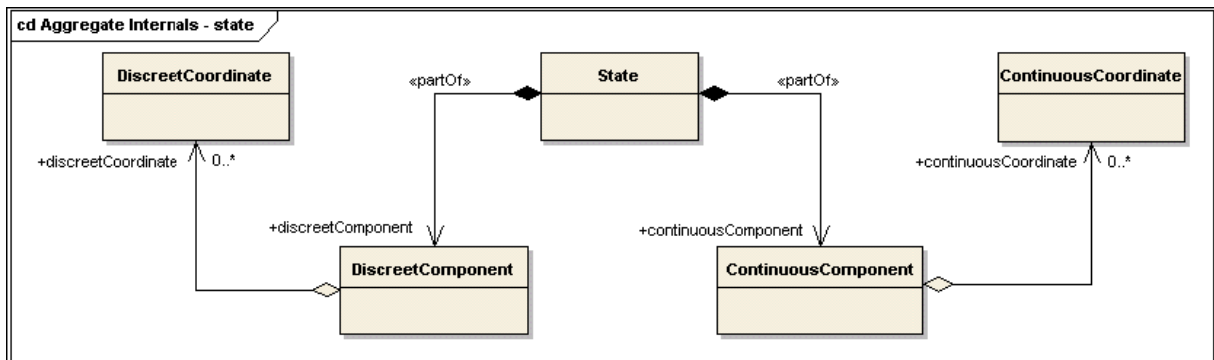 cd Aggregate Internals - state
DiscreetCoordinate
State
ContinuousCoordinate
«partOf»
«partOf»
+discreetCoordinate
0..*
+continuousCoordinate
0..*
+discreetComponent
+continuousComponent
DiscreetComponent
ContinuousComponent